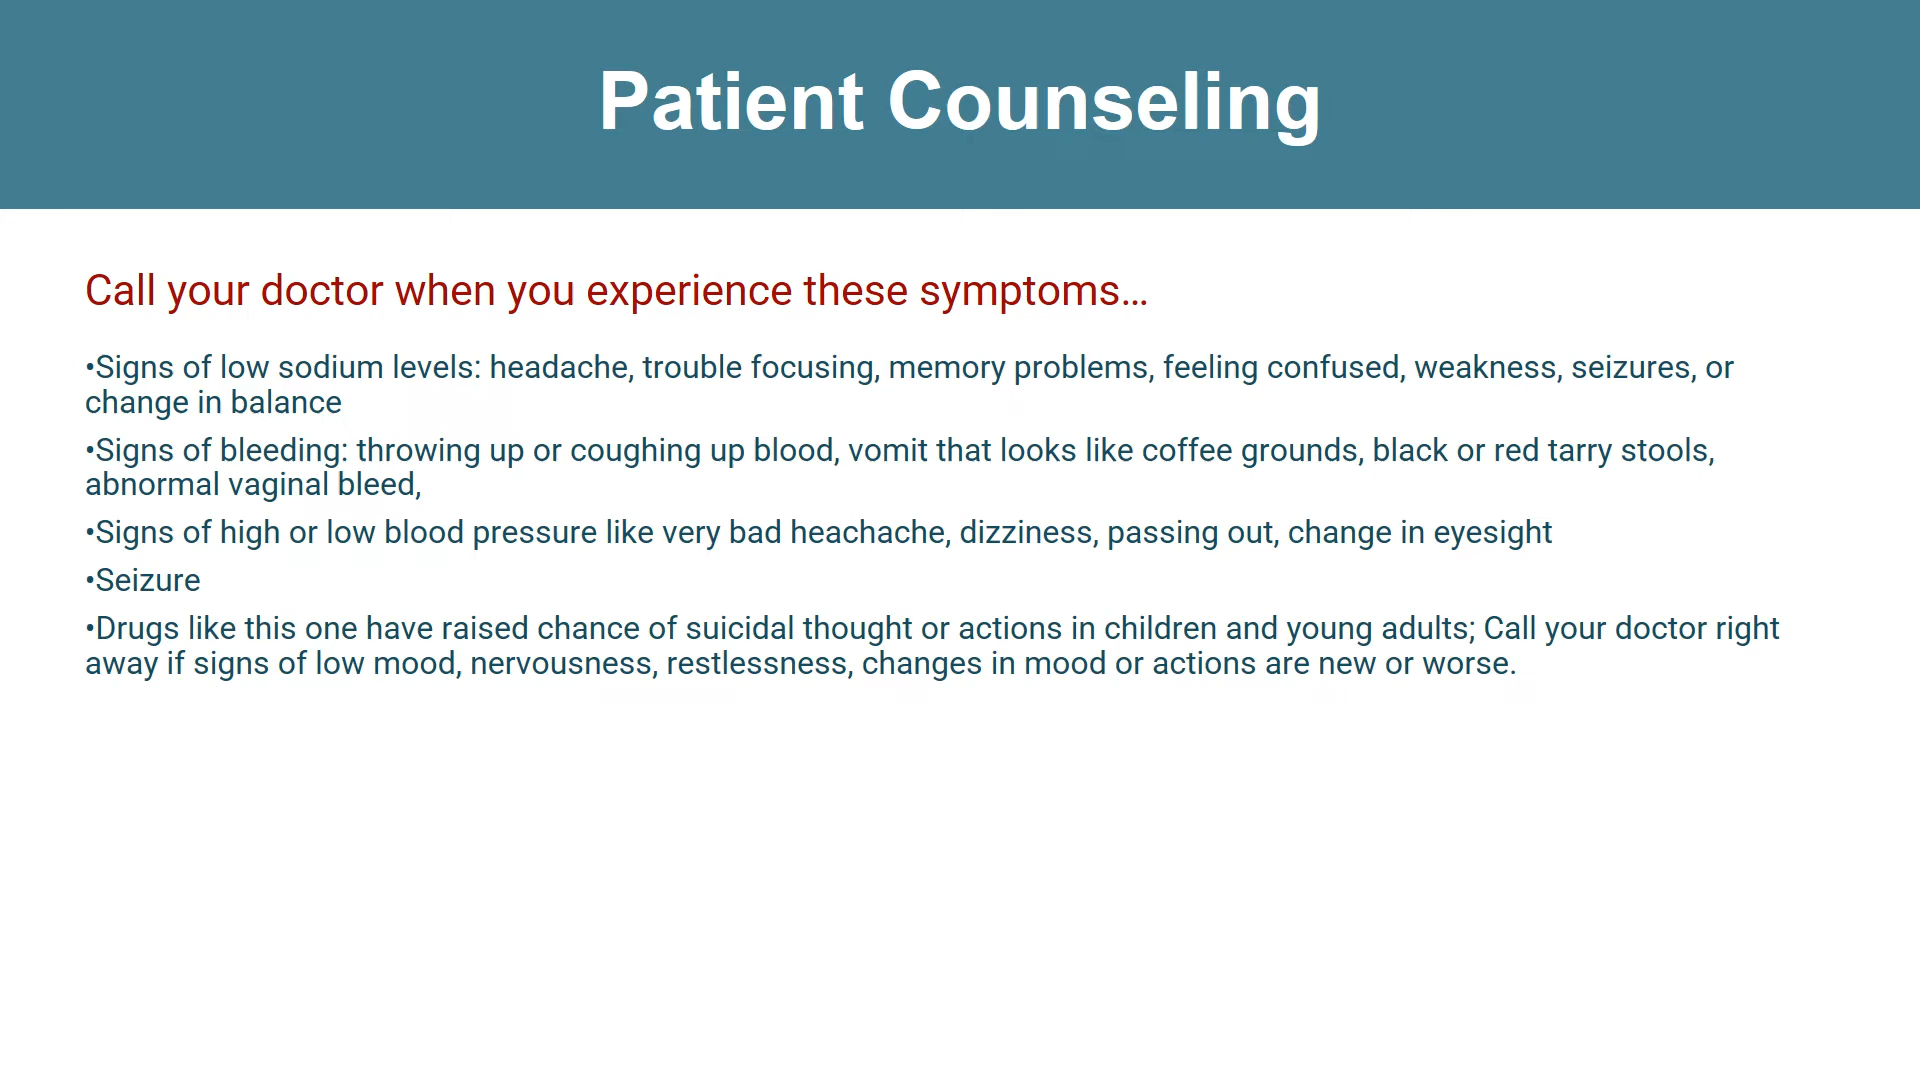 Patient Counseling
Call your doctor when you experience these symptoms…
•Signs of low sodium levels: headache, trouble focusing, memory problems, feeling confused, weakness, seizures, or
change in balance
•Signs of bleeding: throwing up or coughing up blood, vomit that looks like coffee grounds, black or red tarry stools,
abnormal vaginal bleed,
•Signs of high or low blood pressure like very bad heachache, dizziness, passing out, change in eyesight
•Seizure
•Drugs like this one have raised chance of suicidal thought or actions in children and young adults; Call your doctor right
away if signs of low mood, nervousness, restlessness, changes in mood or actions are new or worse.